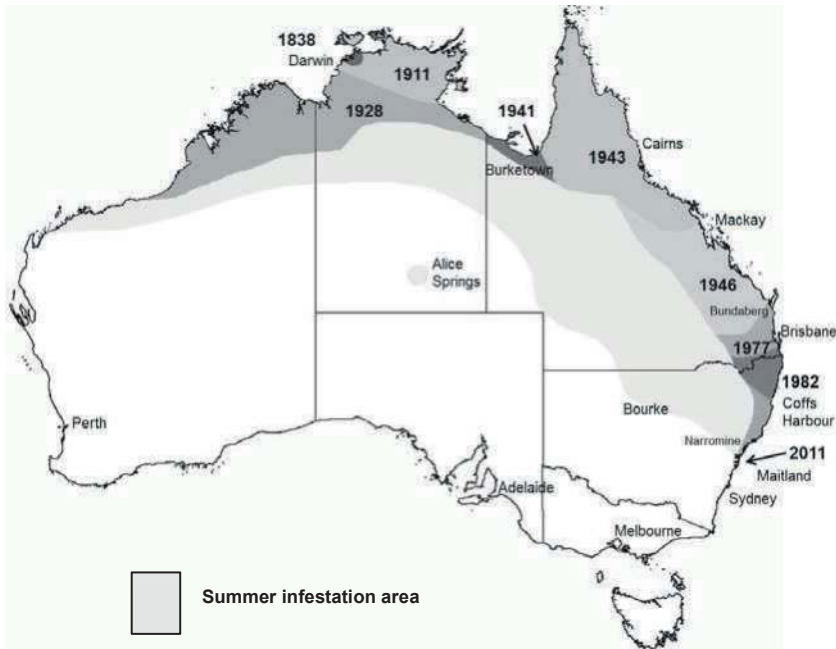 1838
Darwin
1911
1928
1941
Burketown
1943
Cairns
Mackay
Alice
Springs
1946
Bundaberg
Brisbane
1977
1982
Coffs
Harbour
Bourke
Perth
Narromine
2011
Maitland
Sydney
Adelaide
Melbourne
Summer infestation area